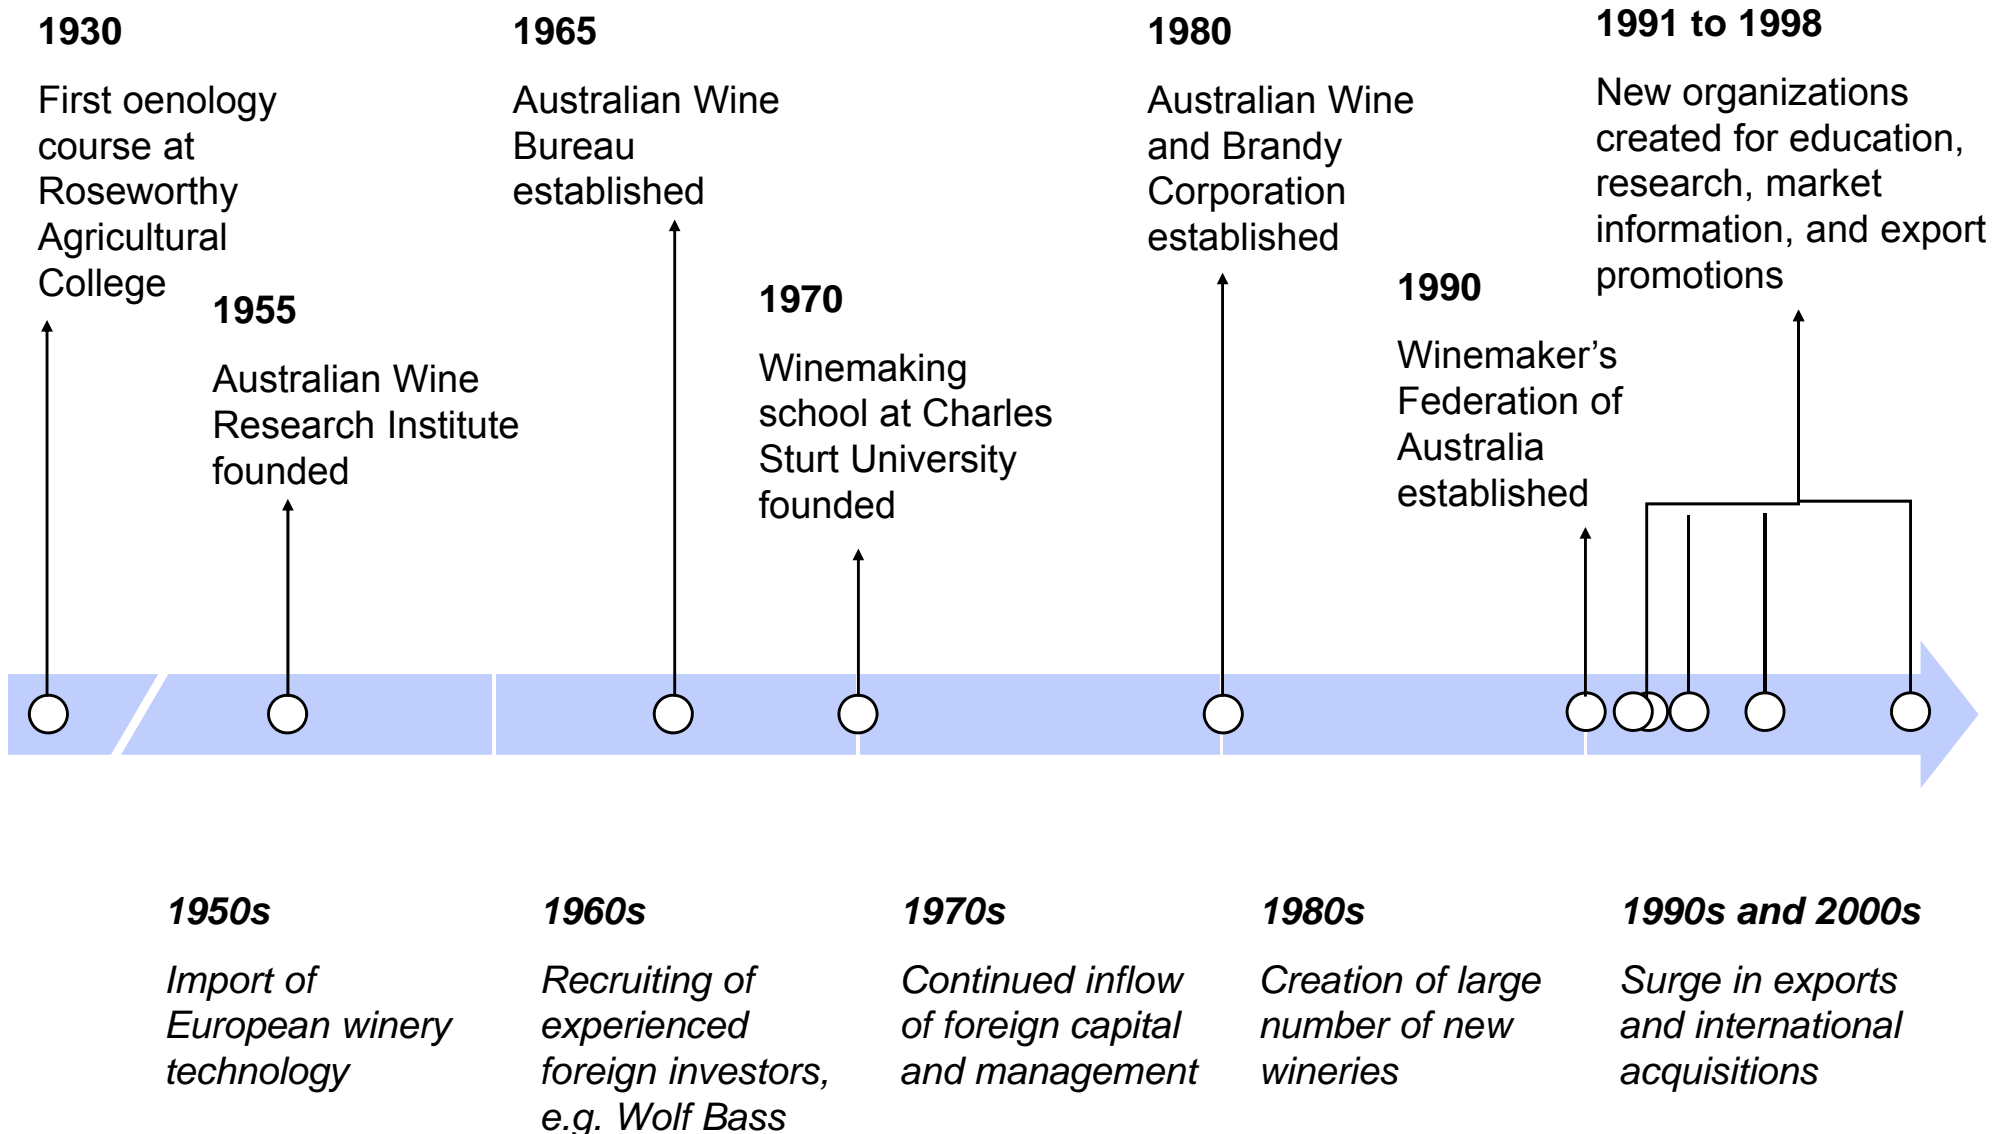 1930
First oenology
course at
Roseworthy
Agricultural
College
1955
Australian Wine
Research Institute
founded
1965
Australian Wine
Bureau
established
1970
Winemaking
school at Charles
Sturt University
founded
1980
Australian Wine
and Brandy
Corporation
established
1990
Winemaker’s
Federation of
Australia
established
1991 to 1998
New organizations
created for education,
research, market
information, and export
promotions
1950s
Import of
European winery
technology
1960s
Recruiting of
experienced
foreign investors,
e.g. Wolf Bass
1970s
Continued inflow
of foreign capital
and management
1980s
Creation of large
number of new
wineries
1990s and 2000s
Surge in exports
and international
acquisitions